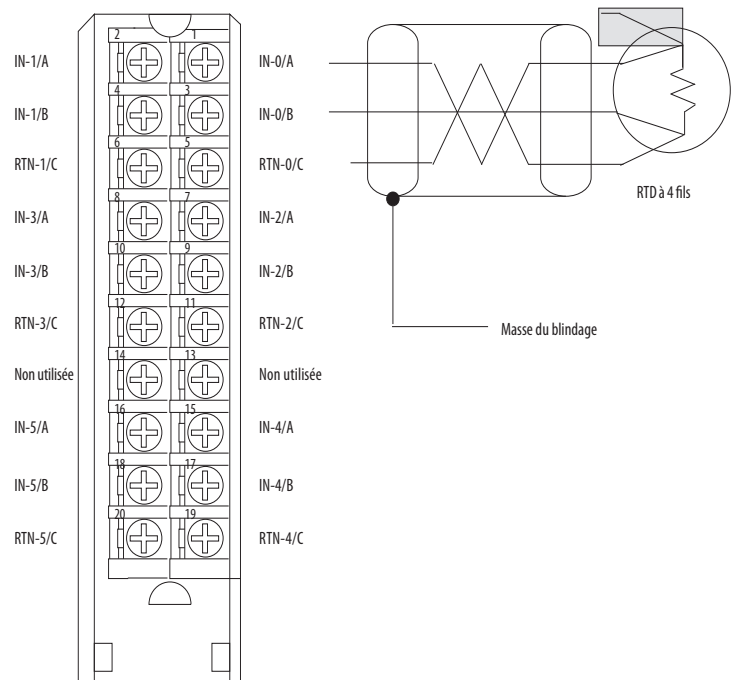 2 1
IN-1/A IN-0/A
4 3
IN-1/B IN-0/B
6 5
RTN-1/C RTN-0/C
8 7
RTD à 4 fils
IN-3/A IN-2/A
10 9
IN-3/B IN-2/B
12 11
RTN-3/C RTN-2/C
Masse du blindage
14 13
Non utilisée Non utilisée
16 15
IN-5/A IN-4/A
18 17
IN-5/B IN-4/B
20 19
RTN-5/C RTN-4/C